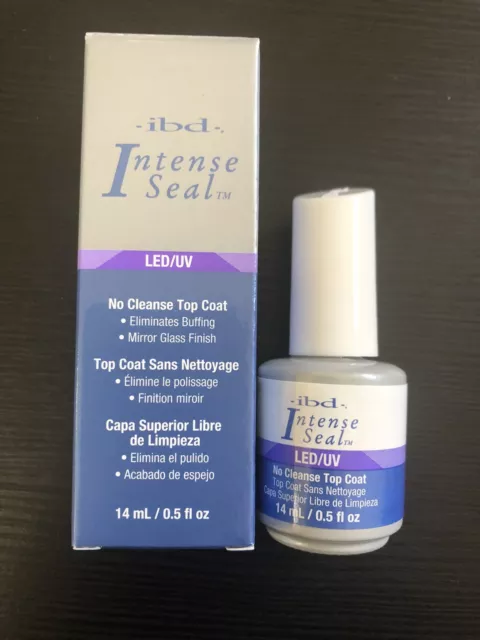 -ibd-
Intense
Seal™
LED/UV
No Cleanse Top Coat
• Eliminates Buffing
• Mirror Glass Finish
Top Coat Sans Nettoyage
• Élimine le polissage
• Finition miroir
Capa Superior Libre
de Limpieza
• Elimina el pulido
• Acabado de espejo
14 mL / 0.5 fl oz
-ibd-
Intense
Seal™
LED/UV
No Cleanse Top Coat
Top Coat Sans Nettoyage
Capa Superior Libre de Limpieza
14 mL / 0.5 fl oz